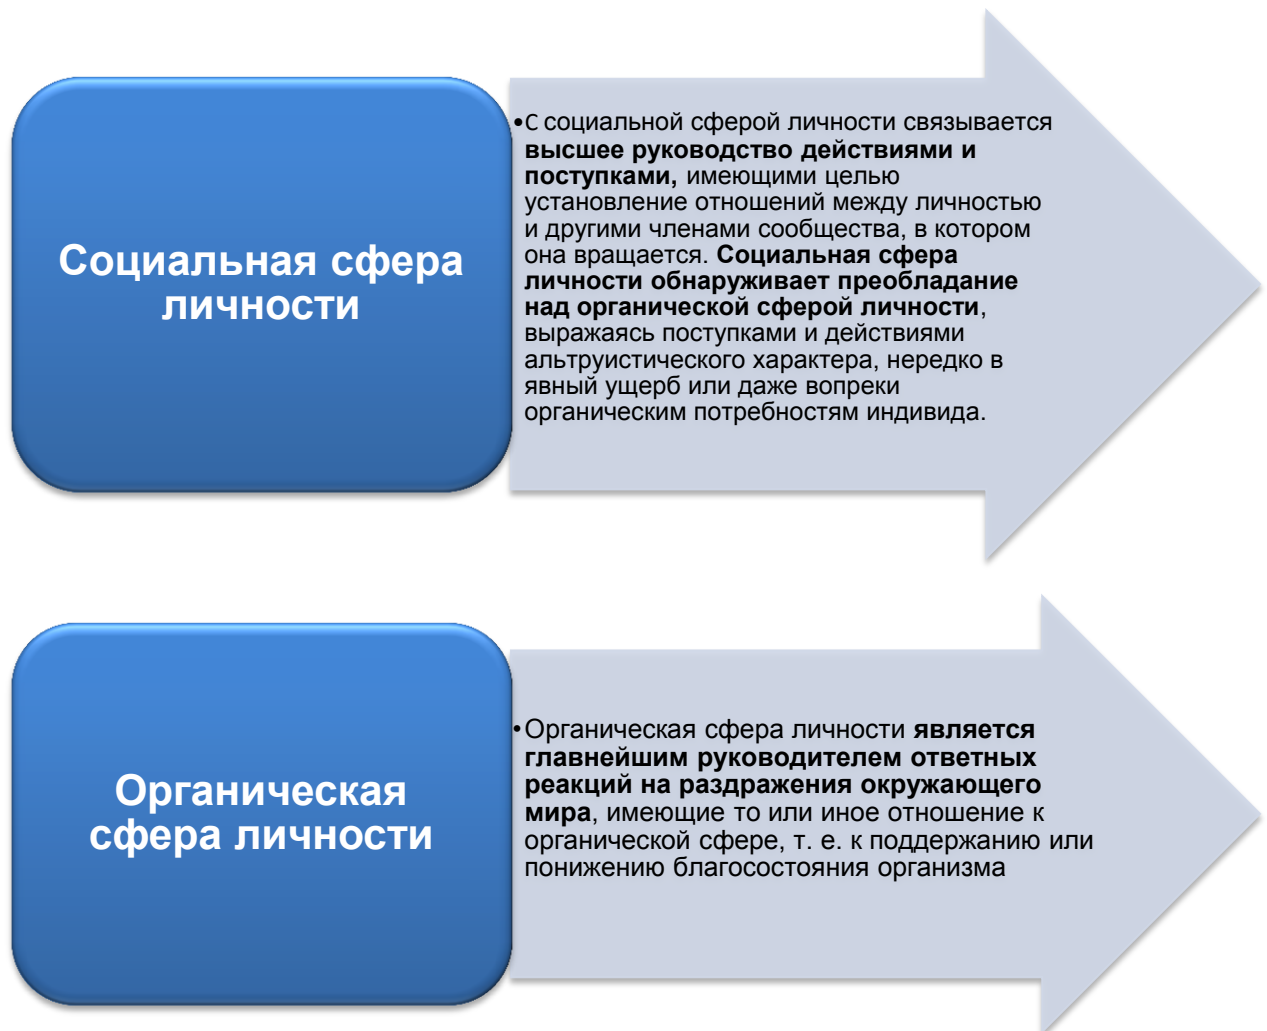 Социальная сфера
личности
•С социальной сферой личности связывается
высшее руководство действиями и
поступками, имеющими целью
установление отношений между личностью
и другими членами сообщества, в котором
она вращается. Социальная сфера
личности обнаруживает преобладание
над органической сферой личности,
выражаясь поступками и действиями
альтруистического характера, нередко в
явный ущерб или даже вопреки
органическим потребностям индивида.
Органическая
сфера личности
•Органическая сфера личности является
главнейшим руководителем ответных
реакций на раздражения окружающего
мира, имеющие то или иное отношение к
органической сфере, т. е. к поддержанию или
понижению благосостояния организма